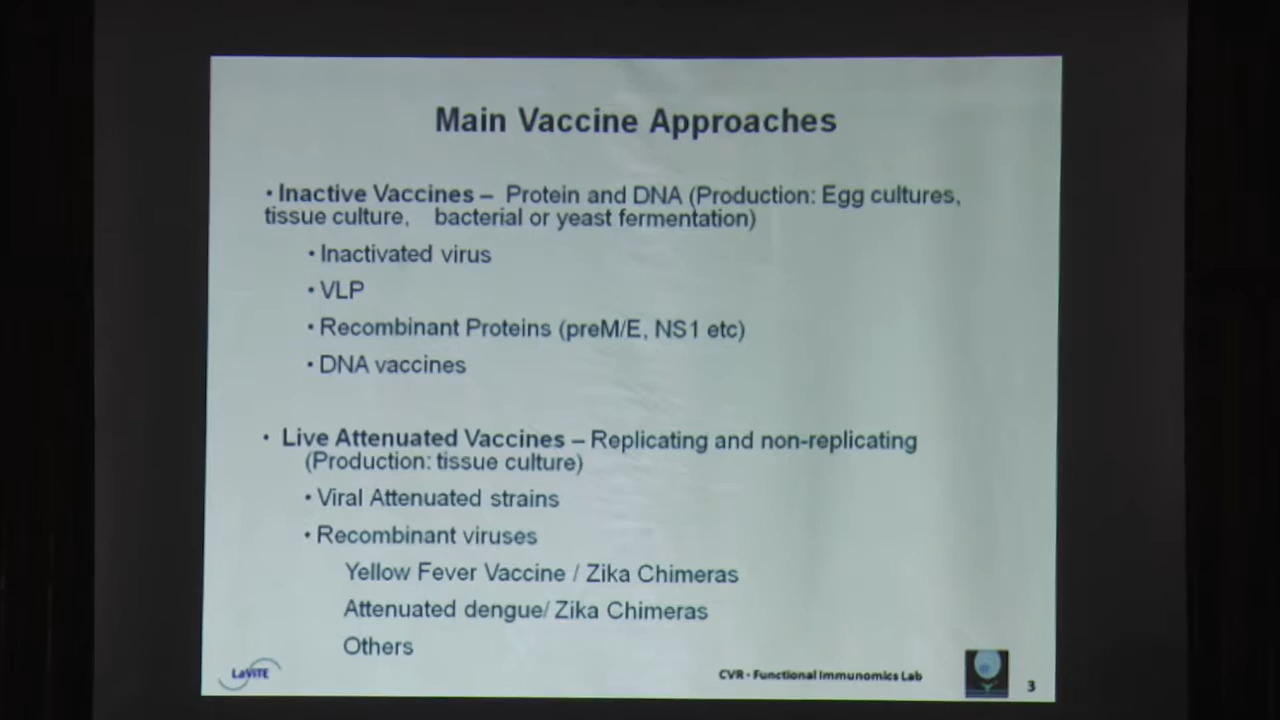 Main Vaccine Approaches
• Inactive Vaccines – Protein and DNA (Production: Egg cultures,
tissue culture, bacterial or yeast fermentation)
• Inactivated virus
• VLP
• Recombinant Proteins (preM/E, NS1 etc)
• DNA vaccines
• Live Attenuated Vaccines – Replicating and non-replicating
(Production: tissue culture)
• Viral Attenuated strains
• Recombinant viruses
Yellow Fever Vaccine / Zika Chimeras
Attenuated dengue/ Zika Chimeras
Others
LaViTE
CVR - Functional Immunomics Lab
3